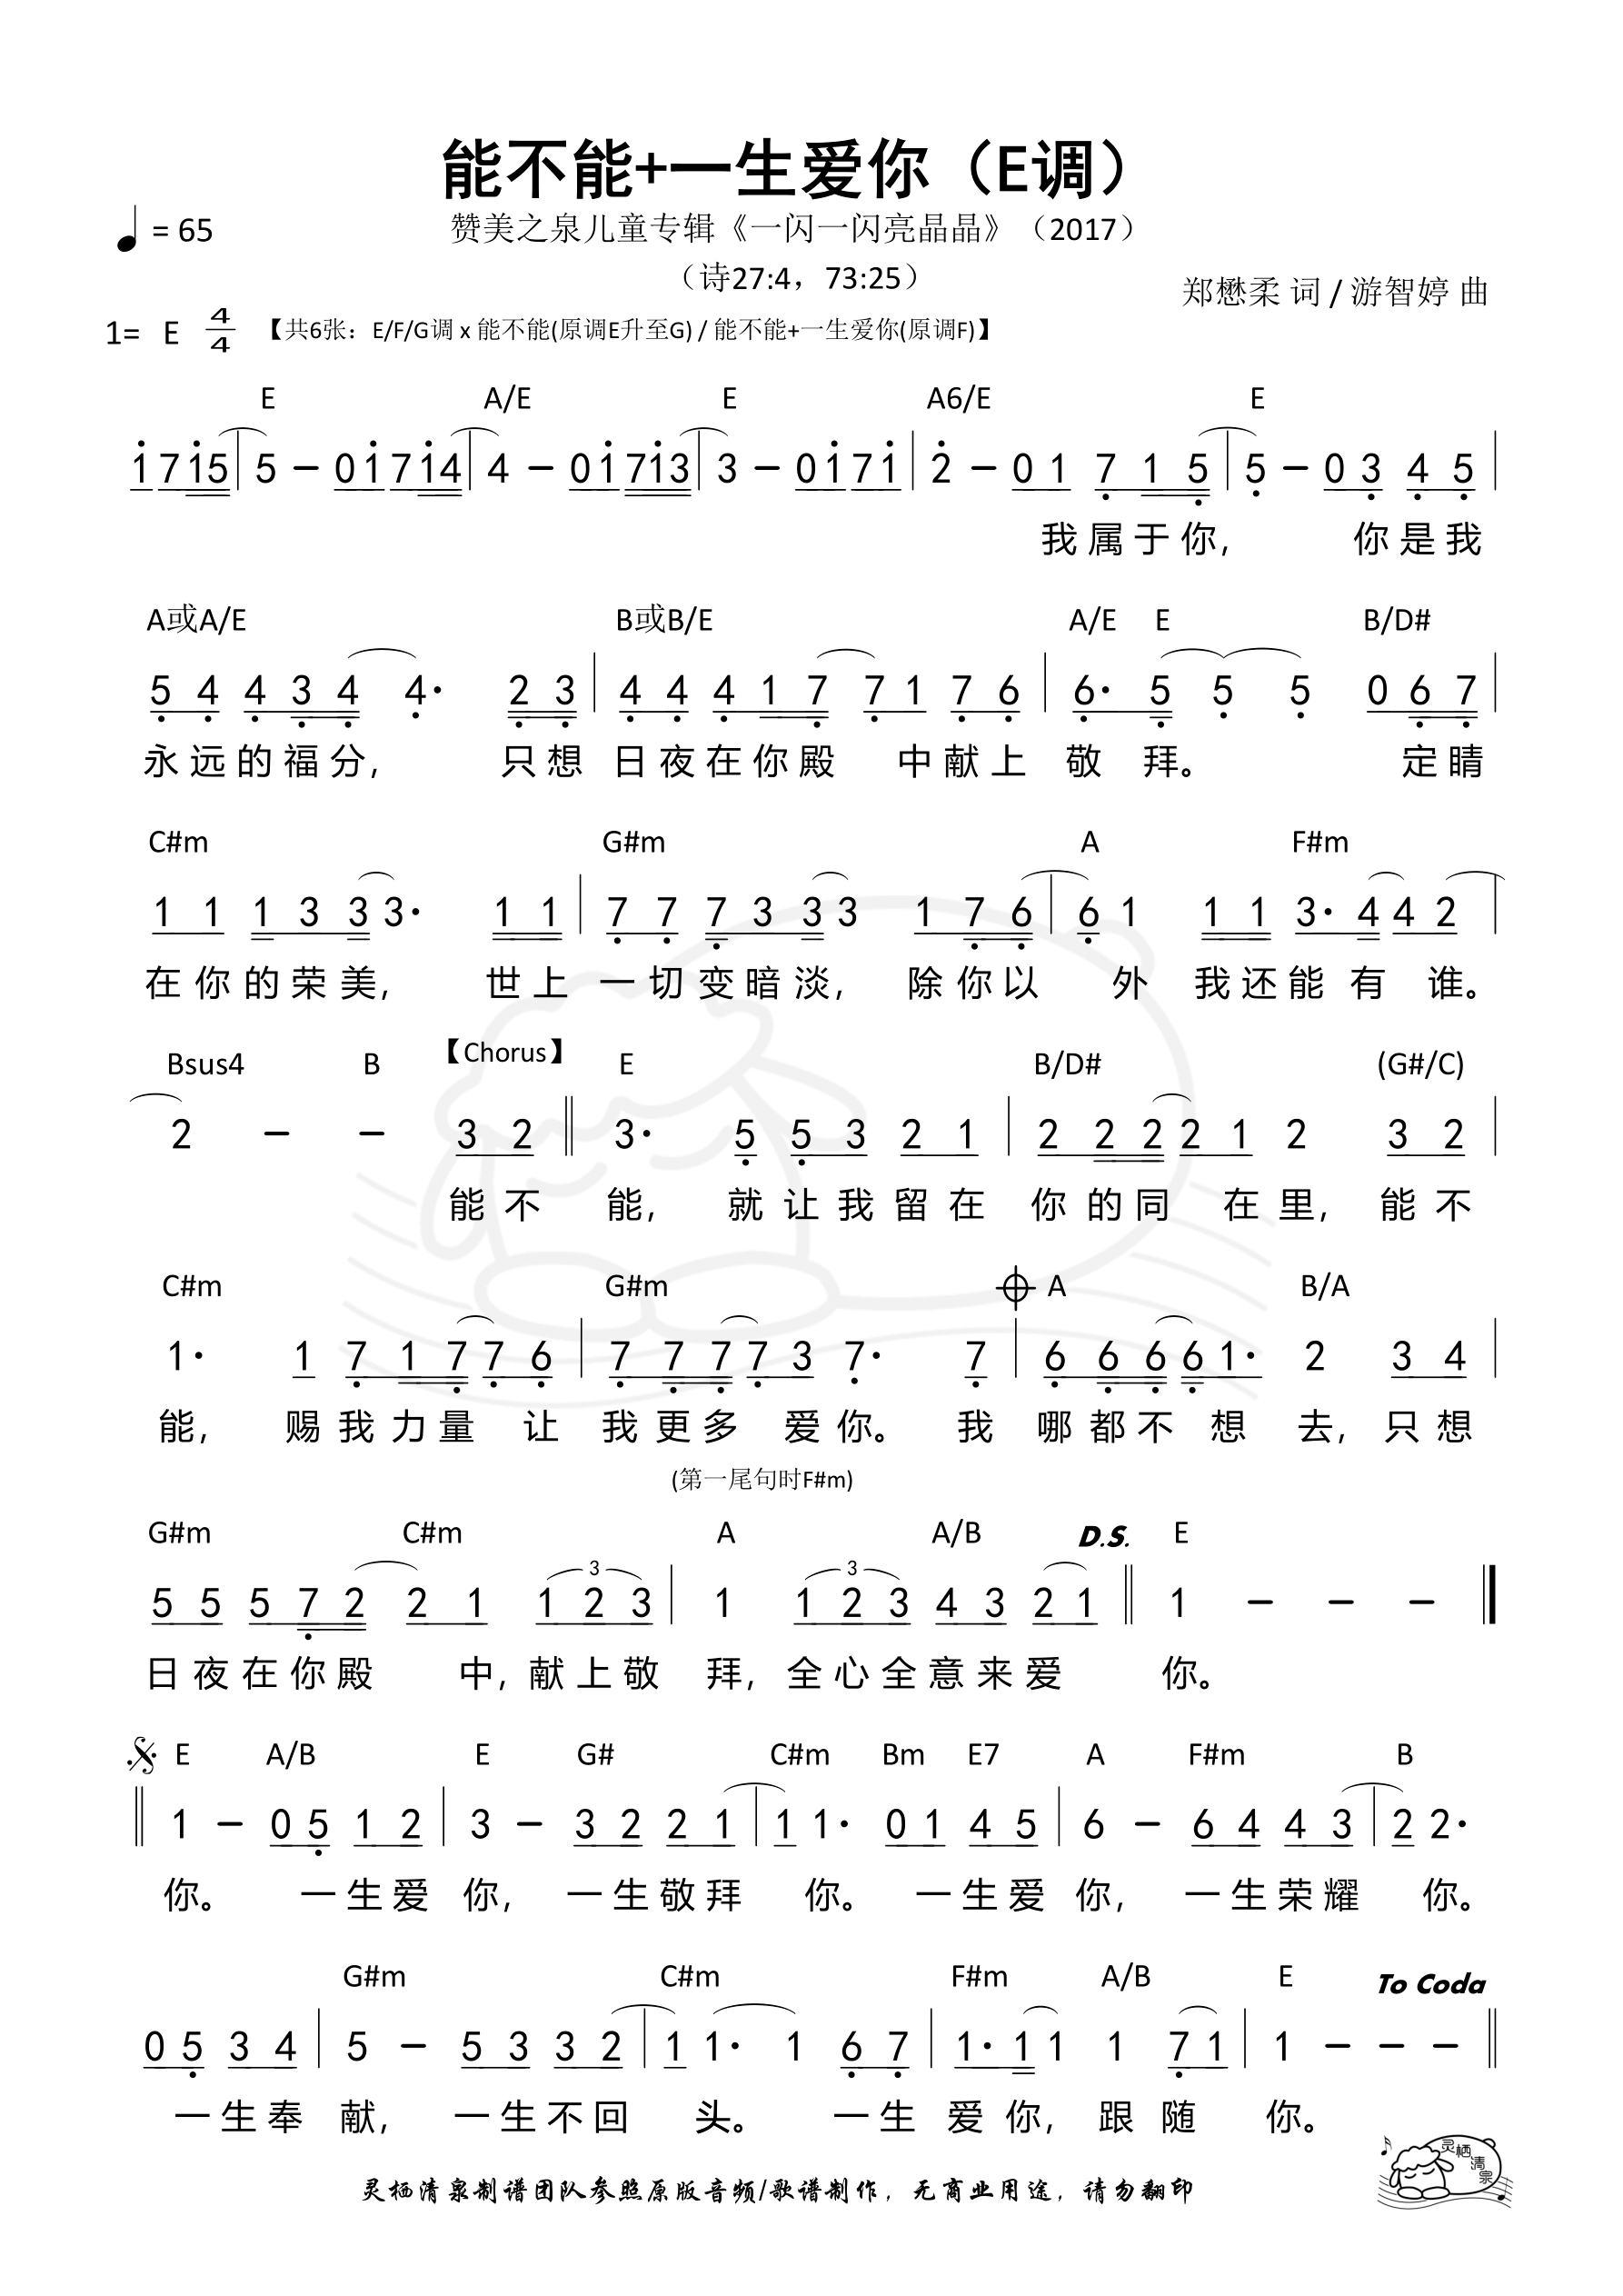 能不能+一生爱你（E调）
♩ = 65
赞美之泉儿童专辑《一闪一闪亮晶晶》（2017）
（诗27:4，73:25）
郑懋柔 词 / 游智婷 曲
1= E 4/4 【共6张：E/F/G调 x 能不能(原调E升至G) / 能不能+一生爱你(原调F)】
E A/E E A6/E E
1 7 1 5 | 5 – 0 1 7 1 4 | 4 – 0 1 7 1 3 | 3 – 0 1 7 1 | 2 – 0 1 7 1 5 | 5 – 0 3 4 5 |
我属于你， 你是我
A或A/E B或B/E A/E E B/D#
5 4 4 3 4 4· 2 3 | 4 4 4 1 7 7 1 7 6 | 6· 5 5 5 0 6 7 |
永远的福分， 只想 日夜在你殿 中献上 敬 拜。 定睛
C#m G#m A F#m
1 1 1 3 3 3· 1 1 | 7 7 7 3 3 3 1 7 6 | 6 1 1 1 3· 4 4 2 |
在你的荣美， 世上 一切变暗淡， 除你以 外 我还能 有 谁。
Bsus4 B 【Chorus】 E B/D# (G#/C)
2 – – 3 2 ‖ 3· 5 5 3 2 1 | 2 2 2 2 1 2 3 2 |
能不 能， 就让我留在 你的同 在里， 能不
C#m G#m A B/A
1· 1 7 1 7 7 6 | 7 7 7 7 3 7· 7 | 6 6 6 6 1· 2 3 4 |
能， 赐我力量 让 我更多 爱你。 我 哪都不 想 去，只想
(第一尾句时F#m)
G#m C#m A A/B D.S. E
5 5 5 7 2 2 1 1 2 3 | 1 1 2 3 4 3 2 1 ‖ 1 – – – ‖
日夜在你殿 中，献上敬 拜，全心全意来爱 你。
E A/B E G# C#m Bm E7 A F#m B
‖ 1 – 0 5 1 2 | 3 – 3 2 2 1 | 1 1· 0 1 4 5 | 6 – 6 4 4 3 | 2 2·
你。 一生爱 你， 一生敬拜 你。 一生爱 你， 一生荣耀 你。
G#m C#m F#m A/B E To Coda
0 5 3 4 | 5 – 5 3 3 2 | 1 1· 1 6 7 | 1· 1 1 1 7 1 | 1 – – – ‖
一生奉 献， 一生不回 头。 一生 爱你， 跟随 你。
灵栖清泉
灵栖清泉制谱团队参照原版音频/歌谱制作，无商业用途，请勿翻印